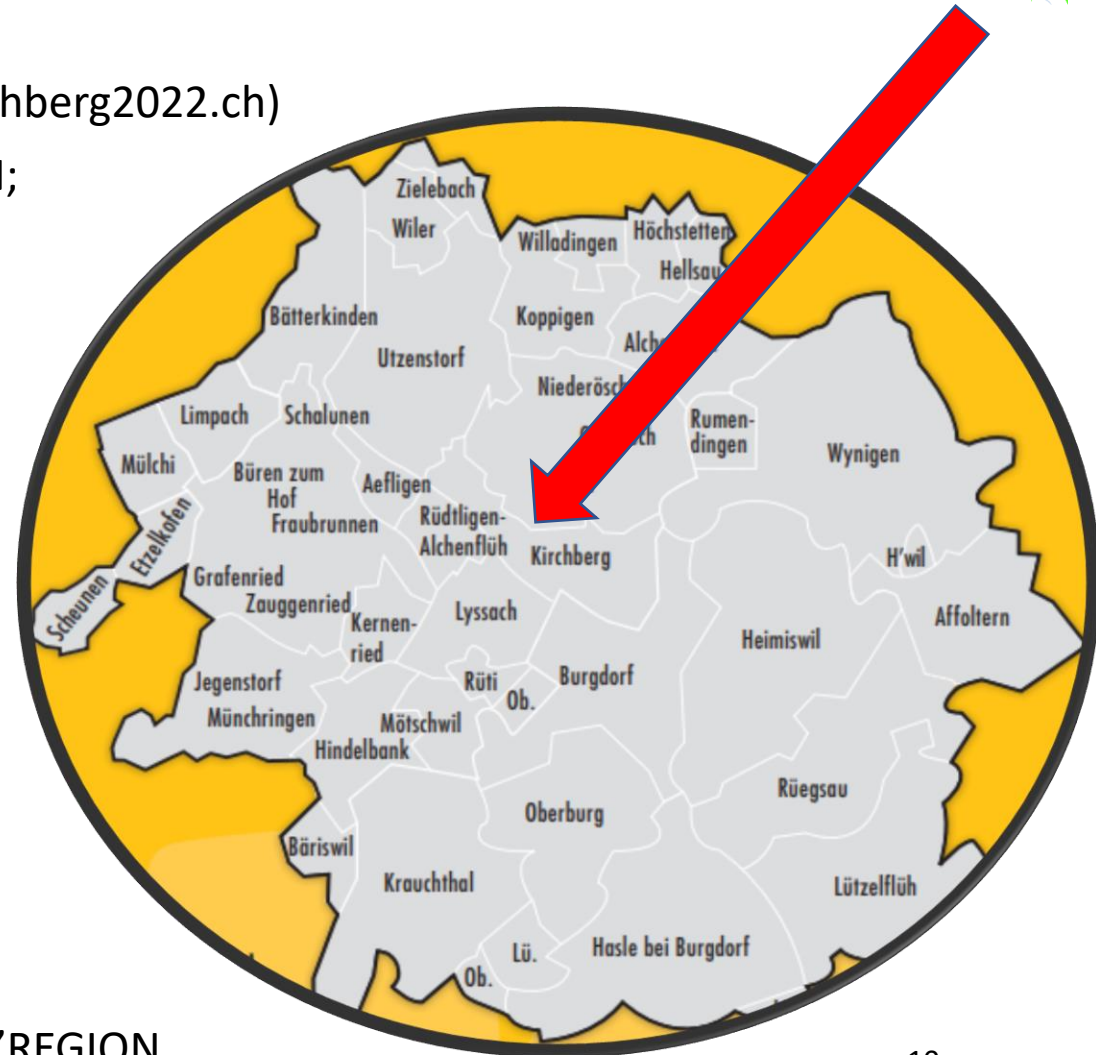 hberg2022.ch)
;
Zielebach
Wiler
Willadingen
Höchstetten
Hellsau
Bätterkinden
Koppigen
Utzenstorf
Limpach
Schalunen
Rumen-
dingen
Wynigen
Mülchi
Büren zum
Hof
Aefligen
Fraubrunnen
Rüdtligen-
Alchenflüh
Kirchberg
Etzelkofen
H'wil
Scheunen
Grafenried
Zauggenried
Kernen-
ried
Lyssach
Affoltern
Heimiswil
Jegenstorf
Münchringen
Rüti
Ob.
Burgdorf
Mötschwil
Hindelbank
Rüegsau
Oberburg
Bäriswil
Krauchthal
Lützelflüh
Lü.
Hasle bei Burgdorf
Ob.
REGION